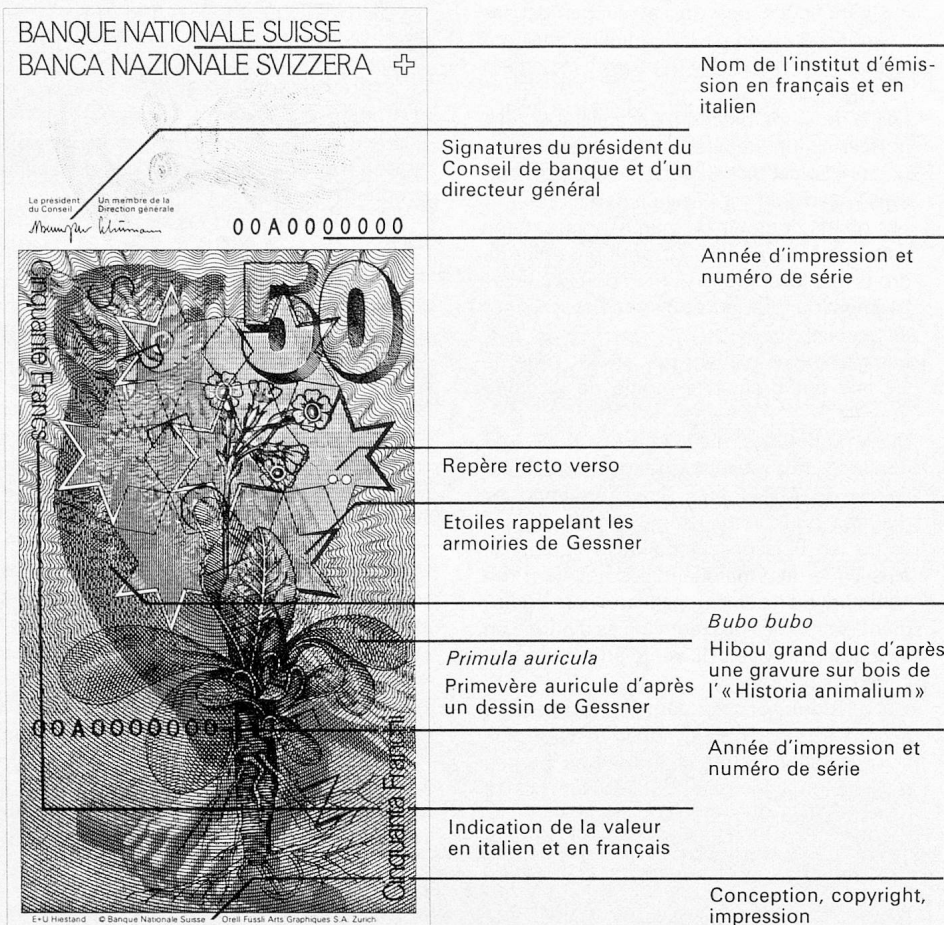 BANQUE NATIONALE SUISSE
BANCA NAZIONALE SVIZZERA
Nom de l'institut d'émis-
sion en français et en
italien
Signatures du président du
Conseil de banque et d'un
directeur général
Le président
du Conseil
Un membre de la
Direction générale
00A0000000
Année d'impression et
numéro de série
Cinquante Francs
50
Repère recto verso
Etoiles rappelant les
armoiries de Gessner
Bubo bubo
Hibou grand duc d'après
une gravure sur bois de
l'«Historia animalium»
Primula auricula
Primevère auricule d'après
un dessin de Gessner
00A0000000
Année d'impression et
numéro de série
Cinquanta Franchi
Indication de la valeur
en italien et en français
Conception, copyright,
impression
E+U Hiestand © Banque Nationale Suisse Orell Füssli Arts Graphiques S.A. Zurich